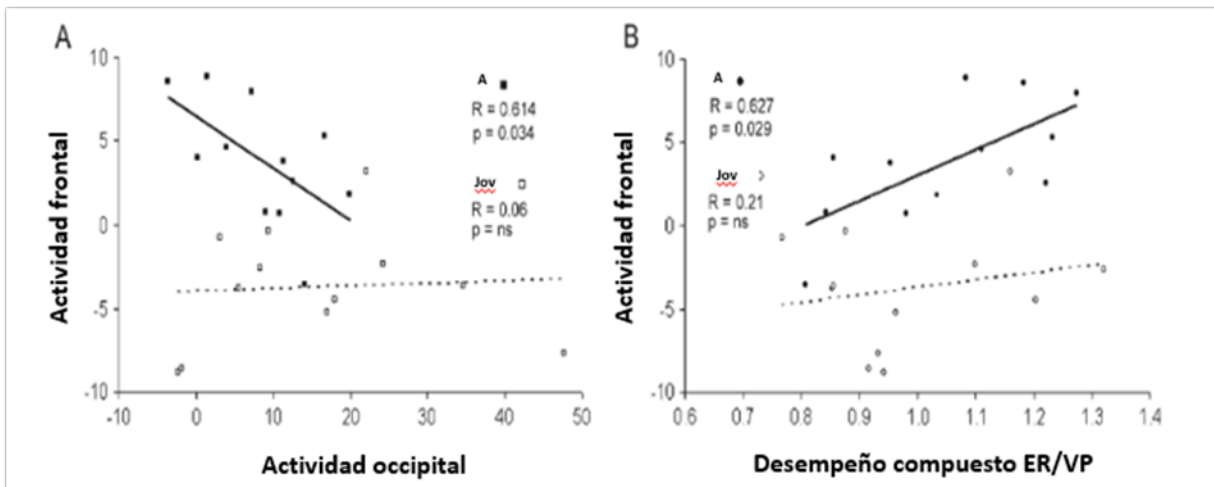 A
Actividad frontal
10
5
0
-5
-10
A
R = 0.614
p = 0.034
Jov
R = 0.06
p = ns
-10
0
10
20
30
40
50
Actividad occipital
B
Actividad frontal
10
5
0
-5
-10
A
R = 0.627
p = 0.029
Jov
R = 0.21
p = ns
0.6
0.7
0.8
0.9
1.0
1.1
1.2
1.3
1.4
Desempeño compuesto ER/VP